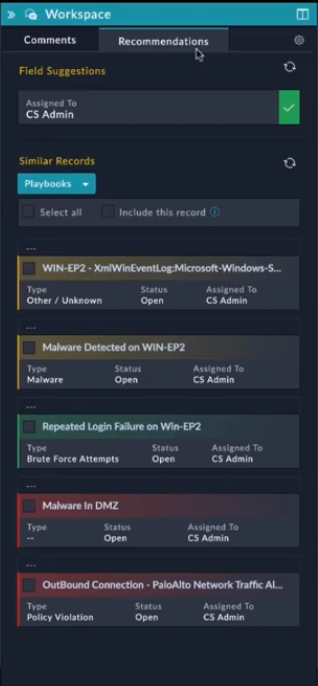 Workspace
Comments Recommendations
Field Suggestions
Assigned To
CS Admin
Similar Records
Playbooks
Select all Include this record
...
WIN-EP2 - XmlWinEventLog:Microsoft-Windows-S...
Type Status Assigned To
Other / Unknown Open CS Admin
...
Malware Detected on WIN-EP2
Type Status Assigned To
Malware Open CS Admin
...
Repeated Login Failure on Win-EP2
Type Status Assigned To
Brute Force Attempts Open CS Admin
...
Malware In DMZ
Type Status Assigned To
-- Open CS Admin
...
OutBound Connection - PaloAlto Network Traffic Al...
Type Status Assigned To
Policy Violation Open CS Admin